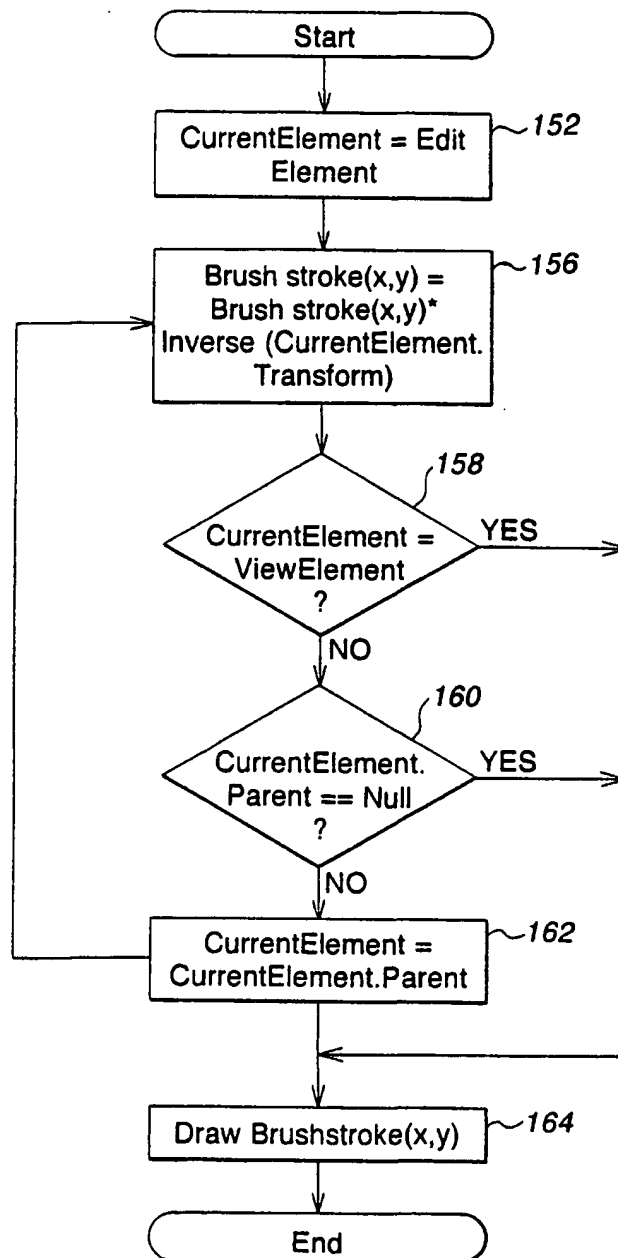 Start
152
CurrentElement = Edit
Element
156
Brush stroke(x,y) =
Brush stroke(x,y)*
Inverse (CurrentElement.
Transform)
158
CurrentElement =
ViewElement
?
YES
NO
160
CurrentElement.
Parent == Null
?
YES
NO
162
CurrentElement =
CurrentElement.Parent
164
Draw Brushstroke(x,y)
End